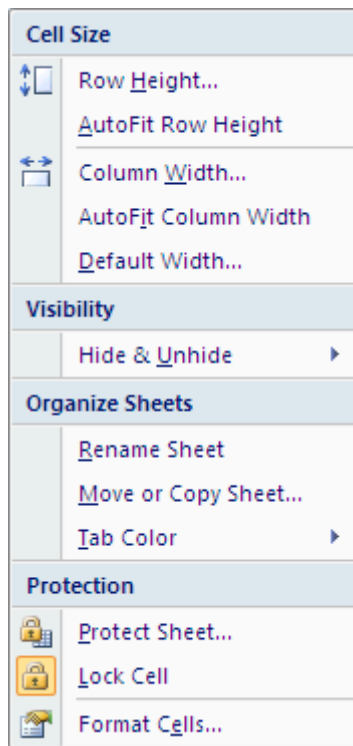 Cell Size
Row Height...
AutoFit Row Height
Column Width...
AutoFit Column Width
Default Width...
Visibility
Hide & Unhide
Organize Sheets
Rename Sheet
Move or Copy Sheet...
Tab Color
Protection
Protect Sheet...
Lock Cell
Format Cells...